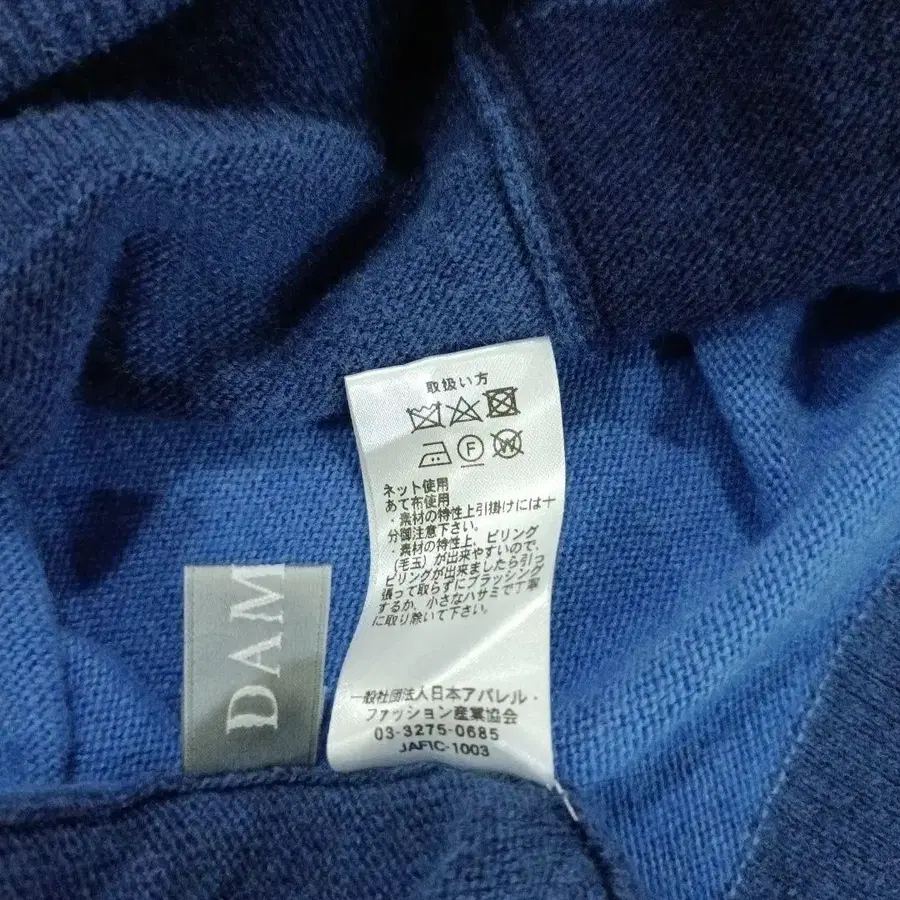 取扱い方
F W
ネット使用
あて布使用
・素材の特性上引掛けには十
分御注意下さい。
・素材の特性上、ピリング
(毛玉)が出来やすいので、
ピリングが出来ましたら引っ
張って取らずにブラッシング
するか、小さなハサミで丁寧
に取り除いて下さい。
一般社団法人日本アパレル・
ファッション産業協会
03-3275-0685
JAFIC-1003
DAM